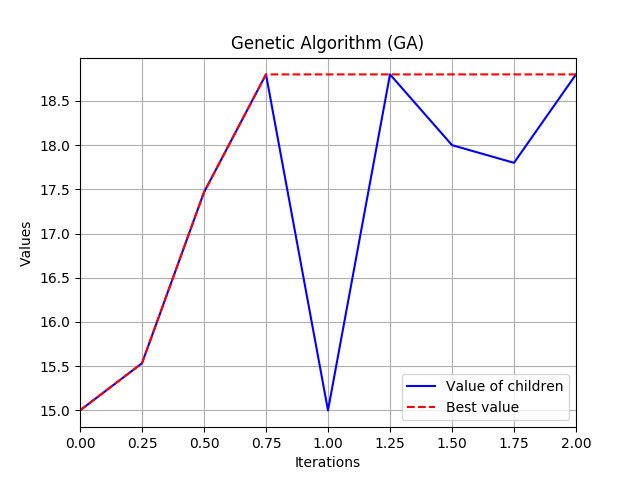 Genetic Algorithm (GA)
Values
18.5
18.0
17.5
17.0
16.5
16.0
15.5
15.0
0.00 0.25 0.50 0.75 1.00 1.25 1.50 1.75 2.00
Iterations
Value of children
Best value